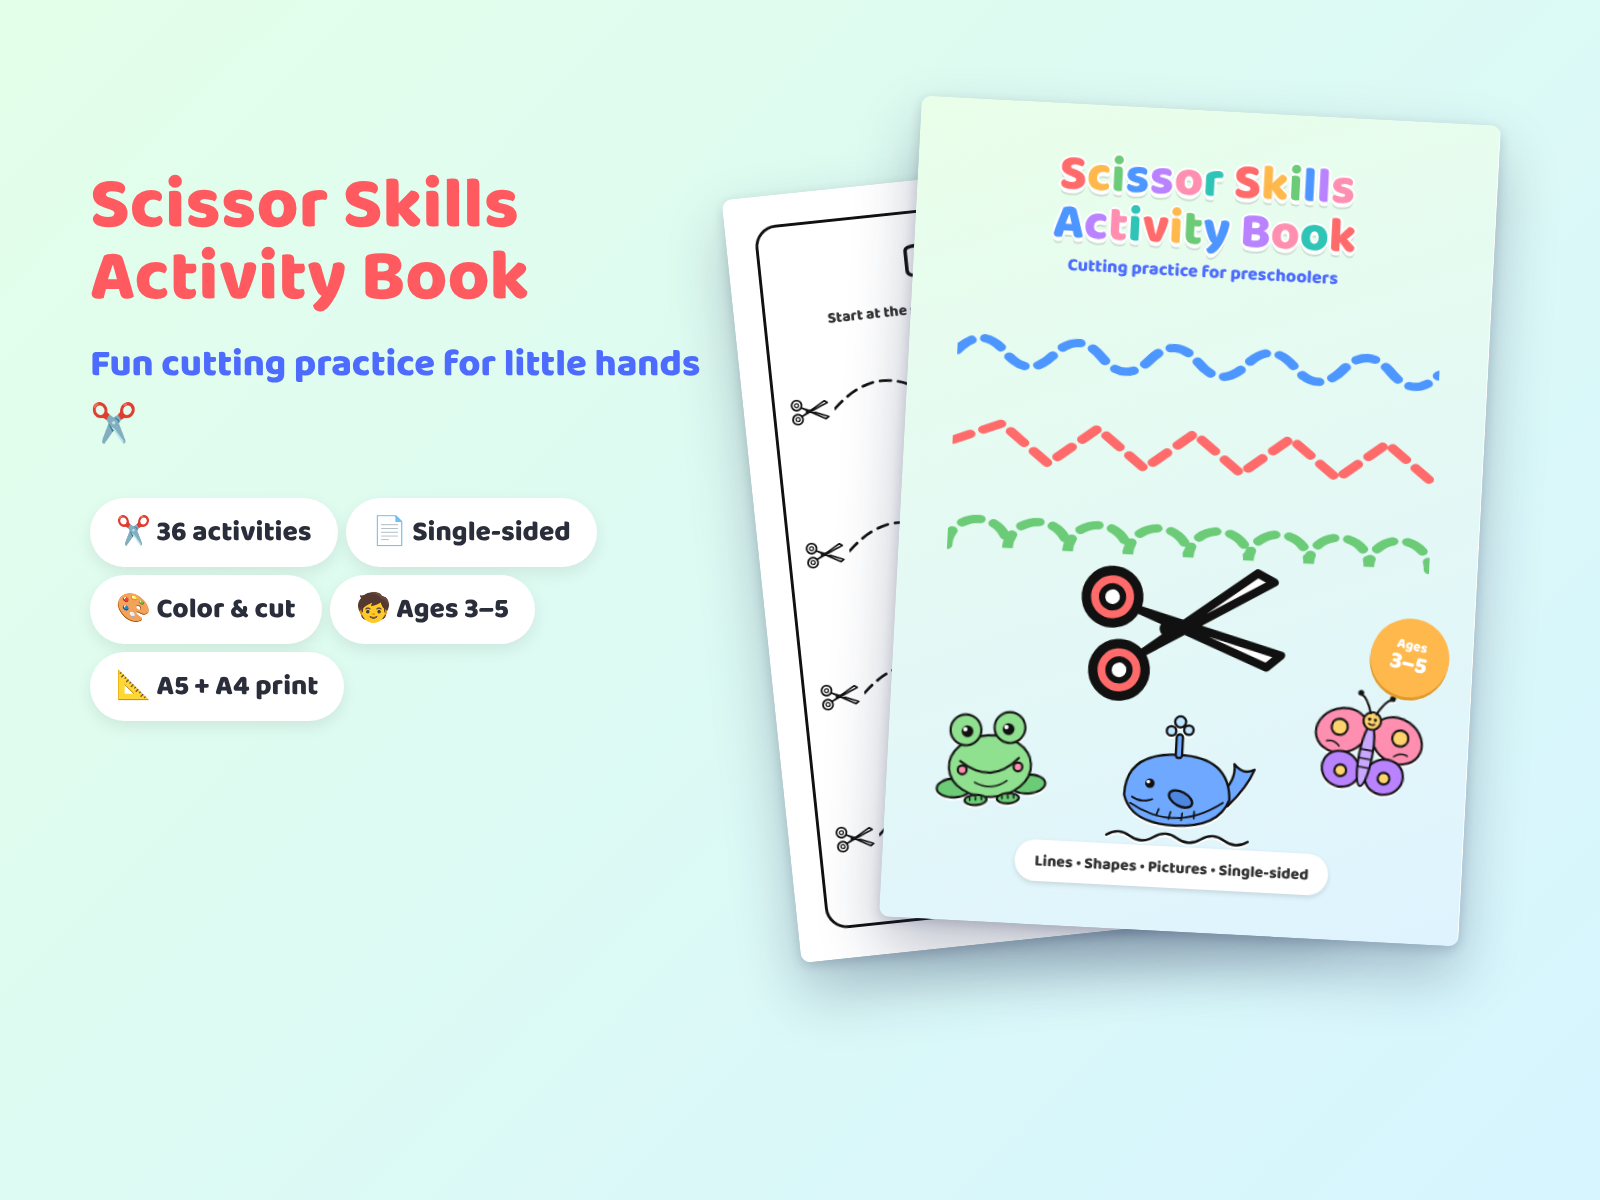 Scissor Skills
Activity Book
Fun cutting practice for little hands
✂️
✂️ 36 activities
📄 Single-sided
🎨 Color & cut
🧒 Ages 3–5
📐 A5 + A4 print
Start at the
Scissor Skills
Activity Book
Cutting practice for preschoolers
Ages
3–5
Lines • Shapes • Pictures • Single-sided